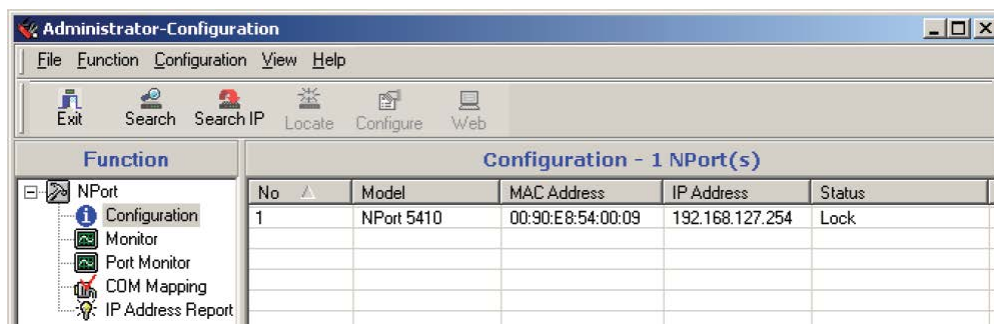 Administrator-Configuration
File Function Configuration View Help
Exit Search Search IP Locate Configure Web
Function
Configuration - 1 NPort(s)
NPort
Configuration
Monitor
Port Monitor
COM Mapping
IP Address Report
No Model MAC Address IP Address Status
1 NPort 5410 00:90:E8:54:00:09 192.168.127.254 Lock